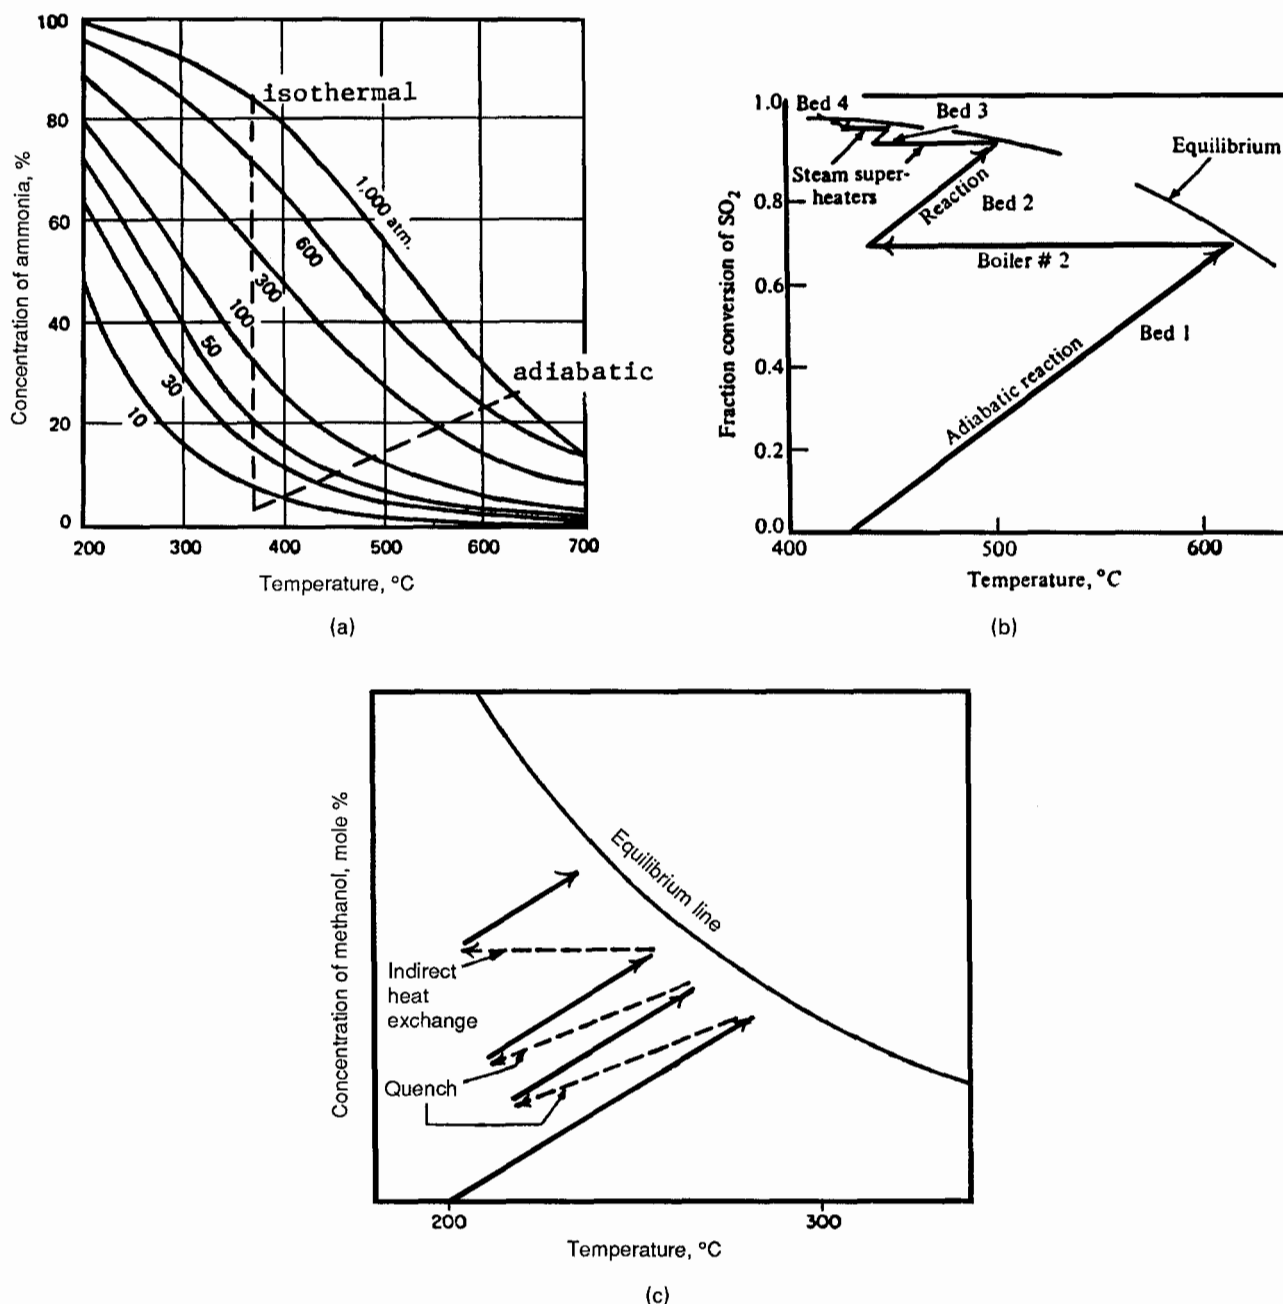 100
80
60
40
20
0
Concentration of ammonia, %
isothermal
adiabatic
1,000 atm.
600
300
100
50
30
10
200 300 400 500 600 700
Temperature, °C
(a)
1.0
0.8
0.6
0.4
0.2
0.0
Fraction conversion of SO2
Bed 4
Bed 3
Equilibrium
Steam super-
heaters
Reaction
Bed 2
Boiler # 2
Bed 1
Adiabatic reaction
400 500 600
Temperature, °C
(b)
Concentration of methanol, mole %
Equilibrium line
Indirect
heat
exchange
Quench
200 300
Temperature, °C
(c)